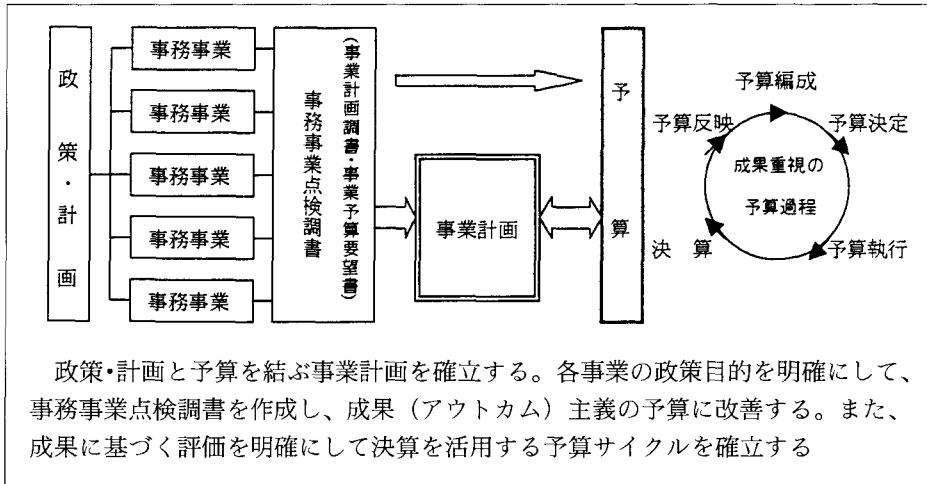 政策・計画
事務事業
事務事業
事務事業
事務事業
事務事業
事務事業点検調書
(事業計画調書・事業予算要望書)
事業計画
予算
予算編成
予算反映
予算決定
成果重視の
予算過程
決 算
予算執行
政策・計画と予算を結ぶ事業計画を確立する。各事業の政策目的を明確にして、
事務事業点検調書を作成し、成果（アウトカム）主義の予算に改善する。また、
成果に基づく評価を明確にして決算を活用する予算サイクルを確立する